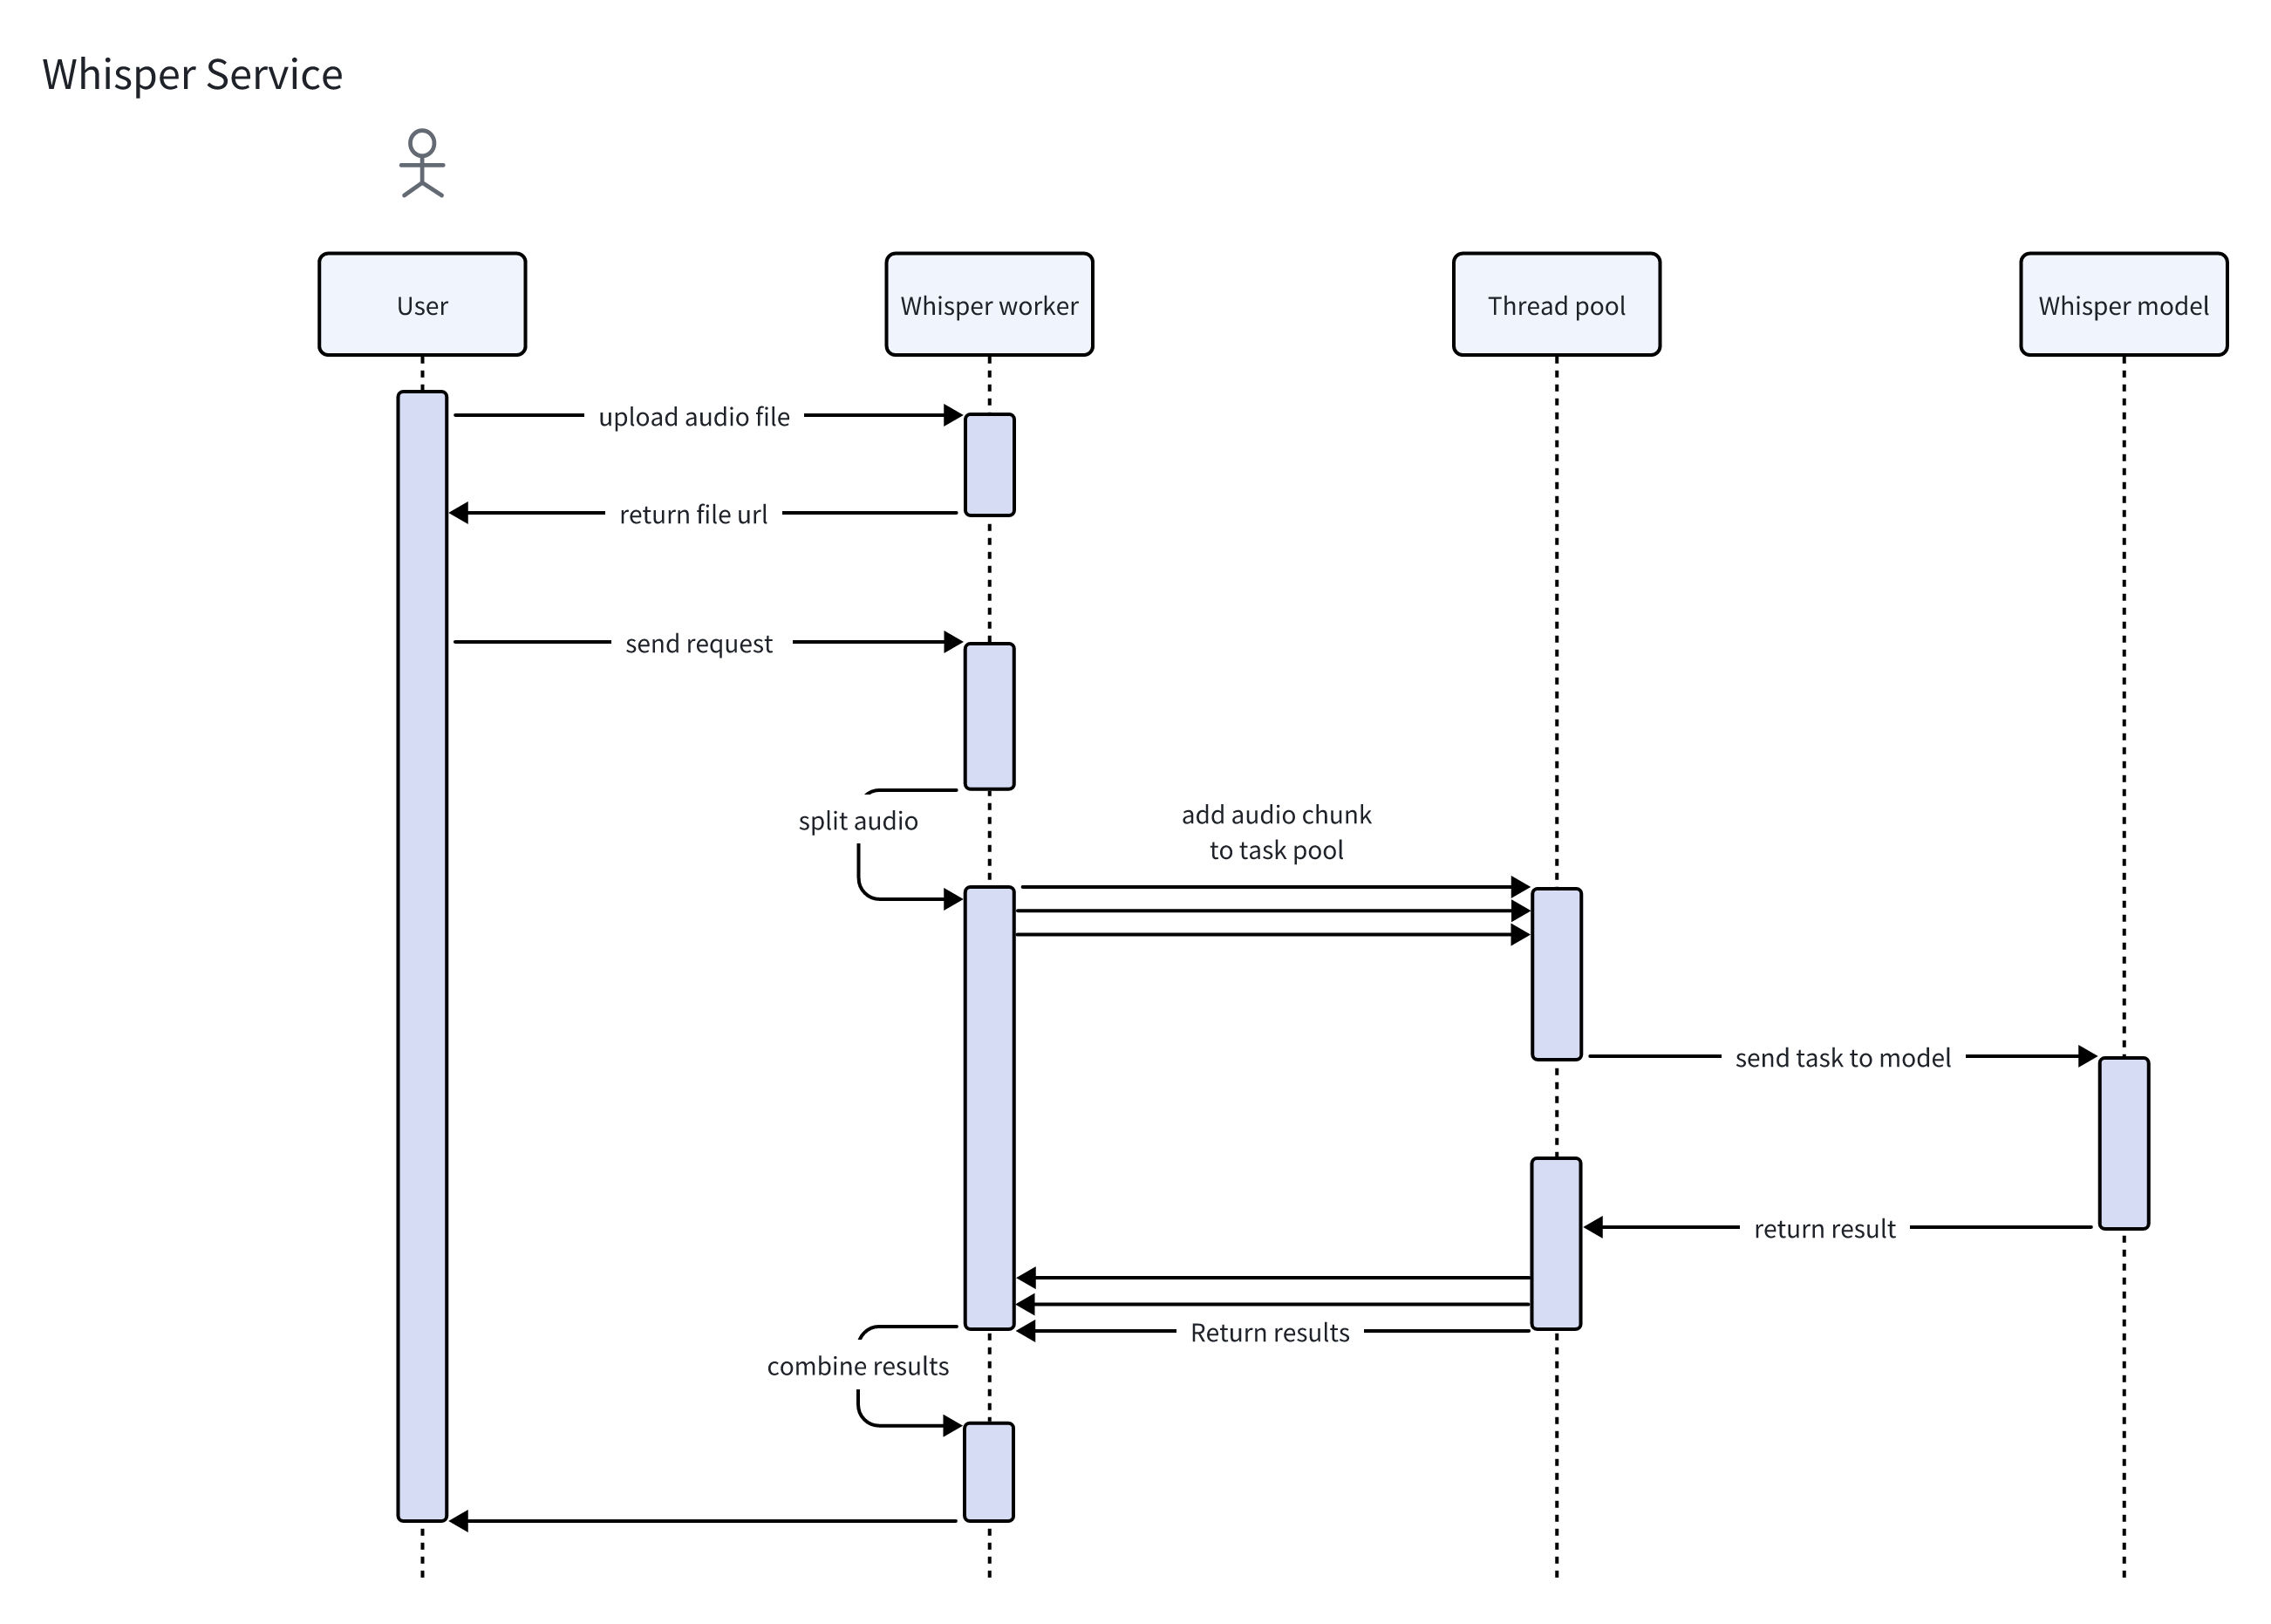 Whisper Service
User
Whisper worker
Thread pool
Whisper model
upload audio file
return file url
send request
split audio
add audio chunk
to task pool
send task to model
return result
Return results
combine results